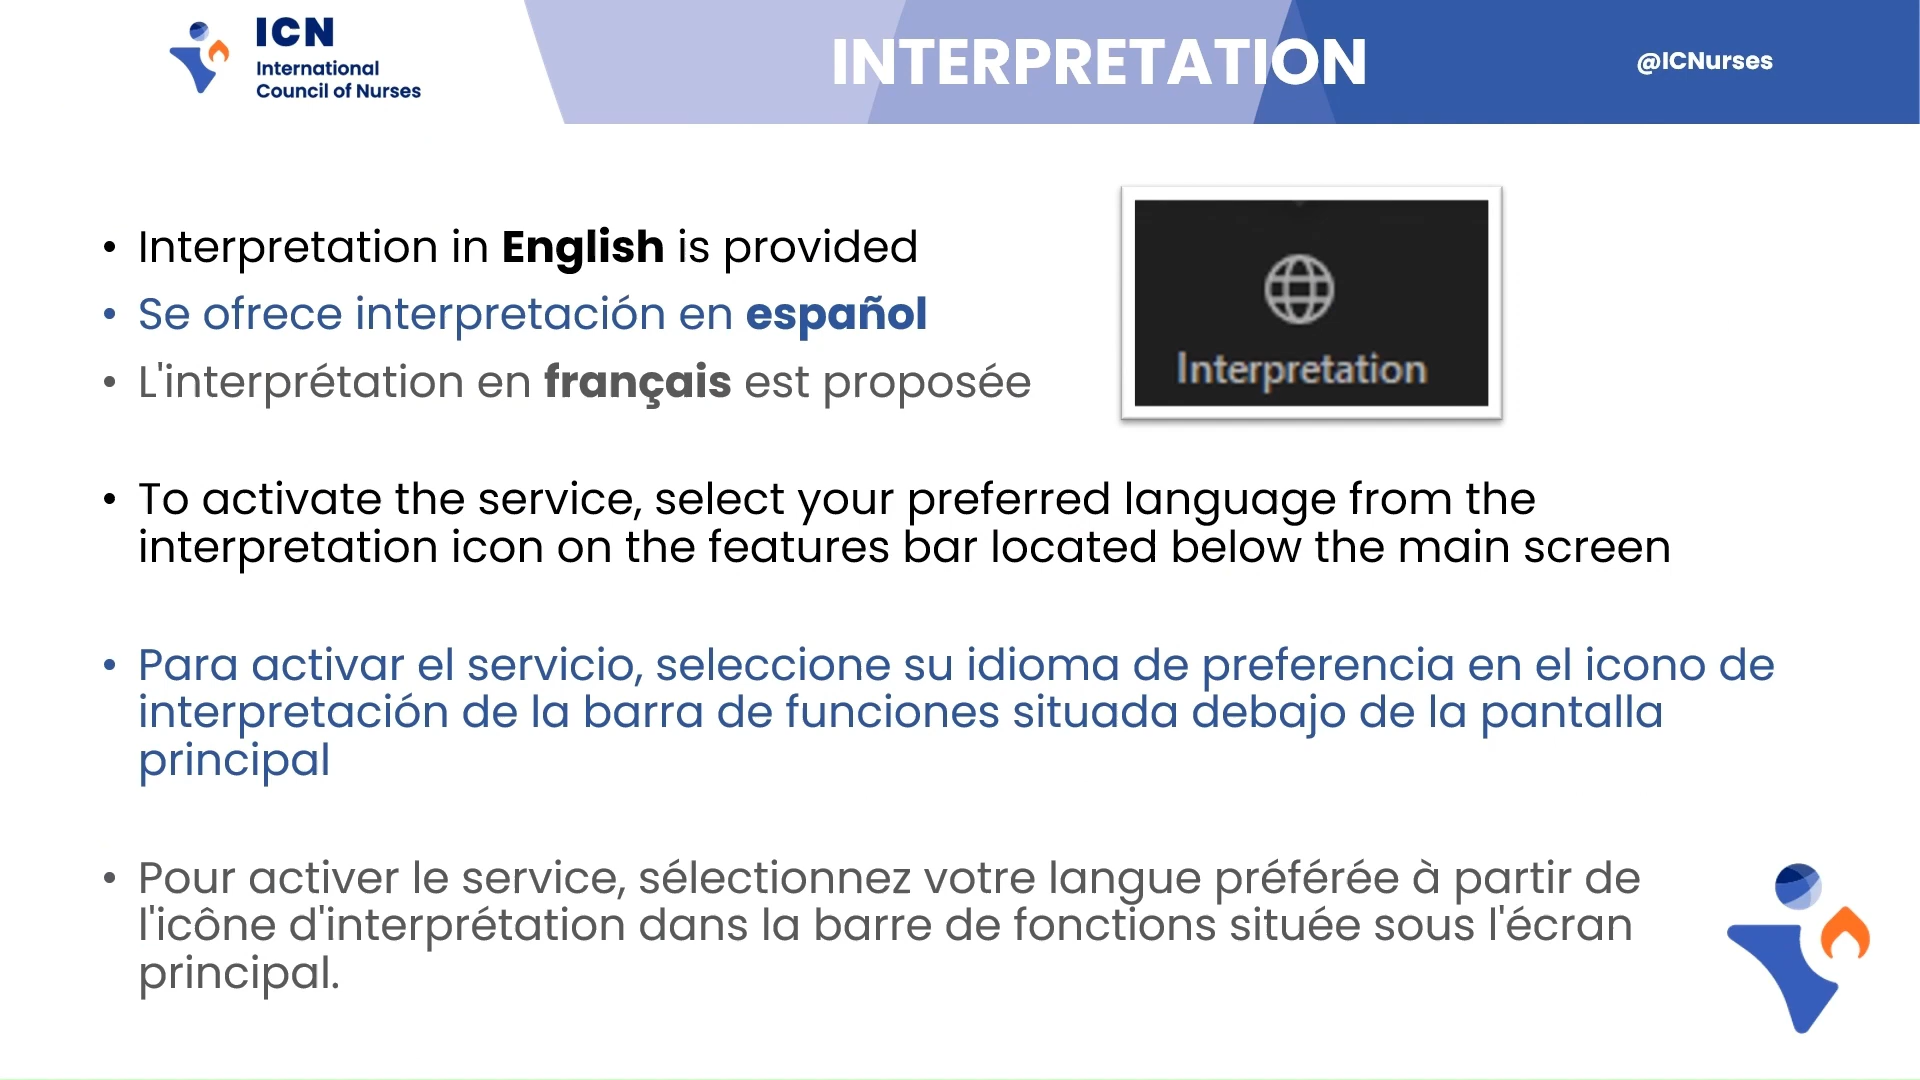 ICN
International
Council of Nurses
INTERPRETATION
@ICNurses
• Interpretation in English is provided
• Se ofrece interpretación en español
• L'interprétation en français est proposée
Interpretation
• To activate the service, select your preferred language from the
interpretation icon on the features bar located below the main screen
• Para activar el servicio, seleccione su idioma de preferencia en el icono de
interpretación de la barra de funciones situada debajo de la pantalla
principal
• Pour activer le service, sélectionnez votre langue préférée à partir de
l'icône d'interprétation dans la barre de fonctions située sous l'écran
principal.